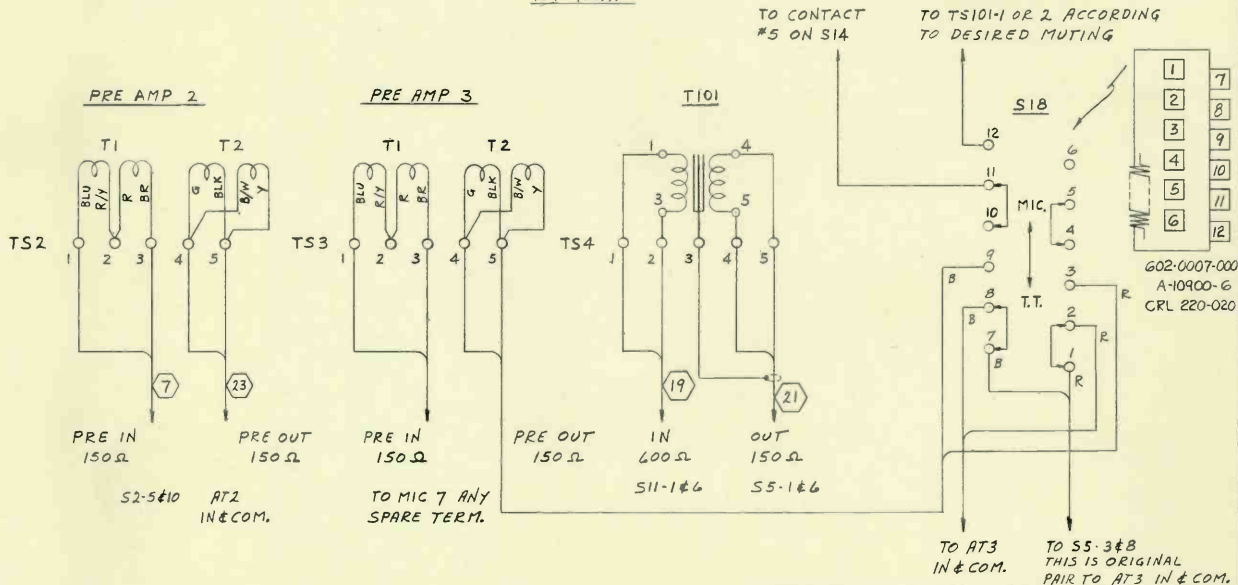 TO CONTACT
#5 ON S14
TO TS101-1 OR 2 ACCORDING
TO DESIRED MUTING
PRE AMP 2
PRE AMP 3
T101
S18
T1
T2
T1
T2
BLU
R/Y
R
BR
G
BLK
B/W
Y
BLU
R/Y
R
BR
G
BLK
B/W
Y
1
4
3
5
TS2
1
2
3
4
5
TS3
1
2
3
4
5
TS4
1
2
3
4
5
12
11
10
9
8
7
B
B
B
MIC.
T.T.
6
5
4
3
2
1
R
R
R
1
2
3
4
5
6
7
8
9
10
11
12
602-0007-000
A-10900-6
CRL 220-020
7
23
19
21
PRE IN
150 Ω
PRE OUT
150 Ω
PRE IN
150 Ω
PRE OUT
150 Ω
IN
600 Ω
OUT
150 Ω
S2-5&10
AT2
IN & COM.
TO MIC 7 ANY
SPARE TERM.
S11-1&6
S5-1&6
TO AT3
IN & COM.
TO S5-3&8
THIS IS ORIGINAL
PAIR TO AT3 IN & COM.